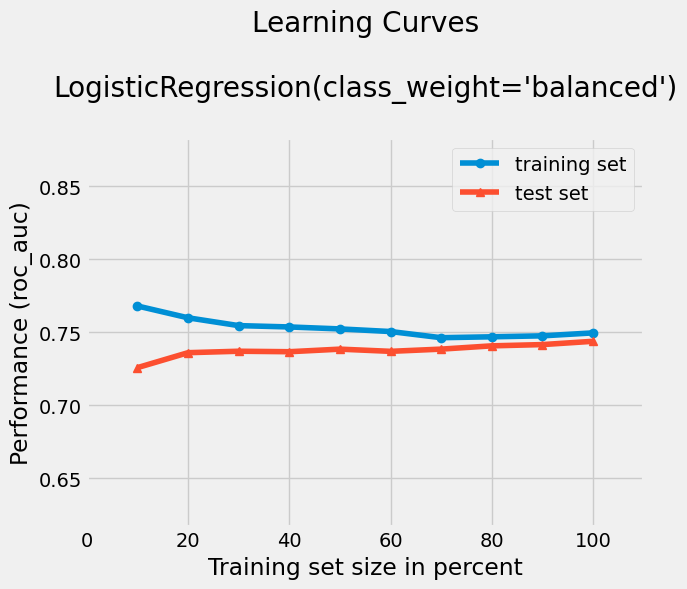 Learning Curves
LogisticRegression(class_weight='balanced')
training set
test set
0.85
0.80
0.75
0.70
0.65
Performance (roc_auc)
0
20
40
60
80
100
Training set size in percent